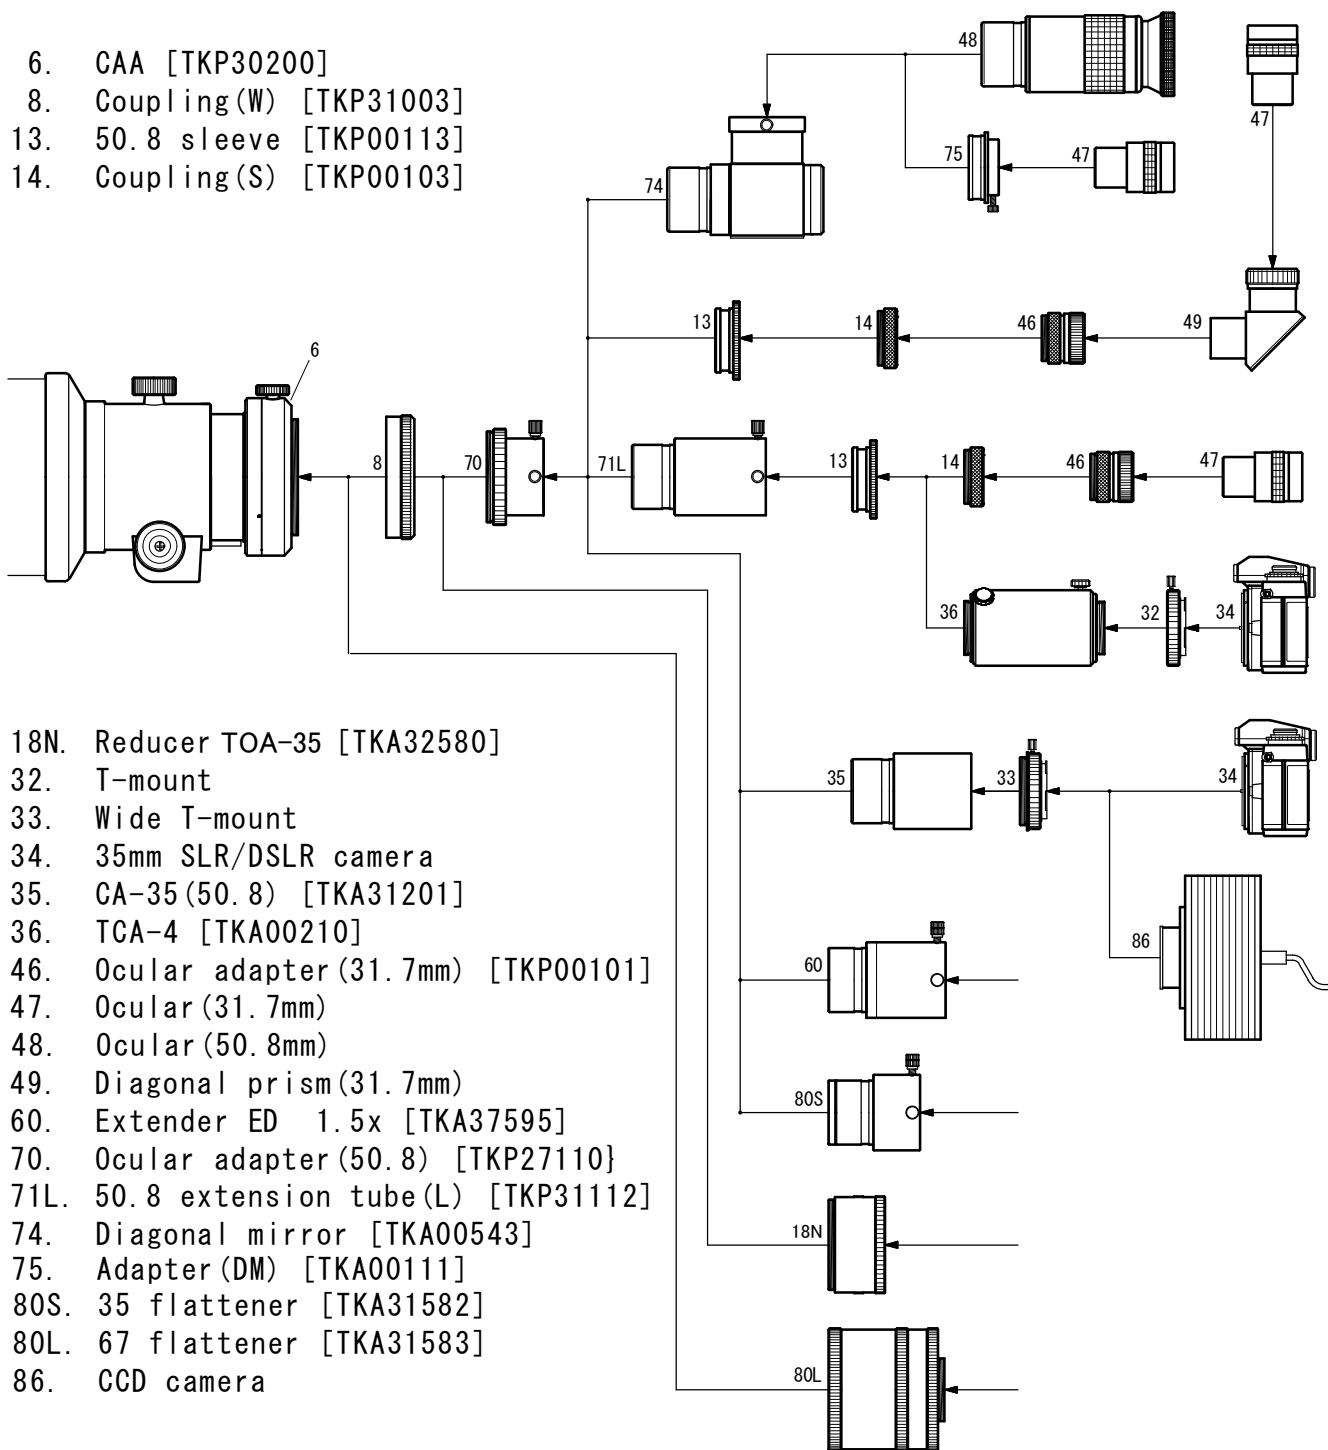 6. CAA [TKP30200]
8. Coupling(W) [TKP31003]
13. 50.8 sleeve [TKP00113]
14. Coupling(S) [TKP00103]
48
47
75
47
74
13
14
46
49
6
8
70
71L
13
14
46
47
36
32
34
35
33
34
86
60
80S
18N
80L
18N. Reducer TOA-35 [TKA32580]
32. T-mount
33. Wide T-mount
34. 35mm SLR/DSLR camera
35. CA-35(50.8) [TKA31201]
36. TCA-4 [TKA00210]
46. Ocular adapter(31.7mm) [TKP00101]
47. Ocular(31.7mm)
48. Ocular(50.8mm)
49. Diagonal prism(31.7mm)
60. Extender ED 1.5x [TKA37595]
70. Ocular adapter(50.8) [TKP27110}
71L. 50.8 extension tube(L) [TKP31112]
74. Diagonal mirror [TKA00543]
75. Adapter(DM) [TKA00111]
80S. 35 flattener [TKA31582]
80L. 67 flattener [TKA31583]
86. CCD camera